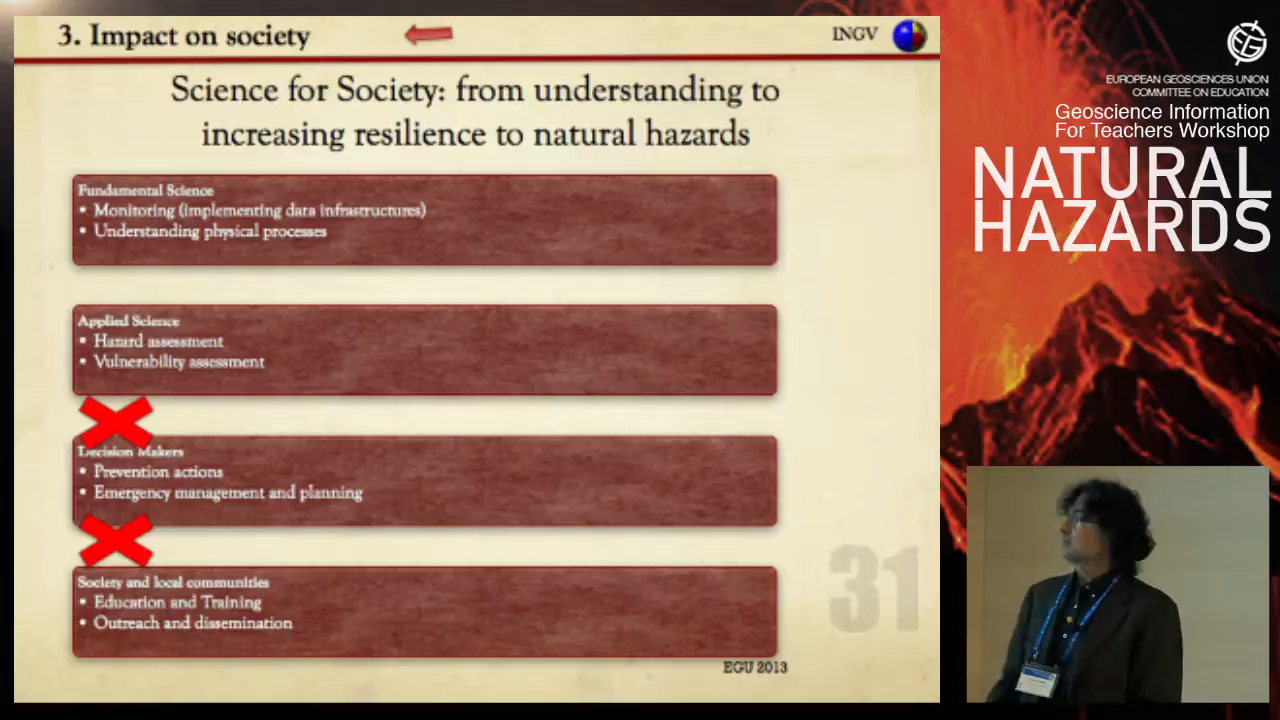 3. Impact on society
INGV
Science for Society: from understanding to
increasing resilience to natural hazards
Fundamental Science
• Monitoring (implementing data infrastructures)
• Understanding physical processes
Applied Science
• Hazard assessment
• Vulnerability assessment
Decision Makers
• Prevention actions
• Emergency management and planning
Society and local communities
• Education and Training
• Outreach and dissemination
31
EGU 2013
EUROPEAN GEOSCIENCES UNION
COMMITTEE ON EDUCATION
Geoscience Information
For Teachers Workshop
NATURAL
HAZARDS